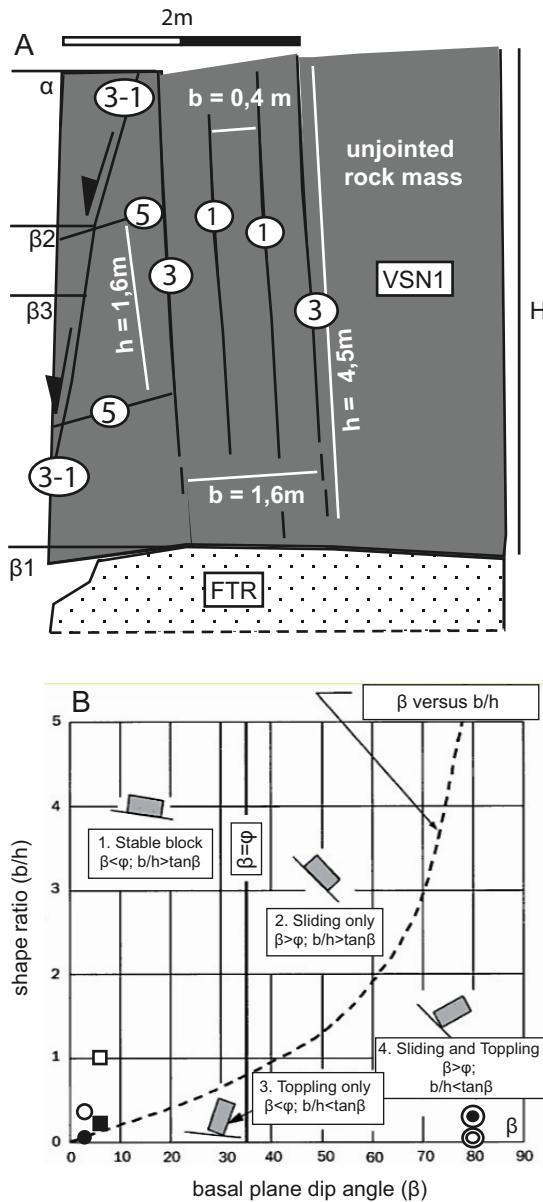 2m
A
α
3-1
b = 0,4 m
unjointed
rock mass
5
1
1
β2
3
VSN1
β3
h = 1,6m
3
H
h = 4,5m
5
3-1
b = 1,6m
β1
FTR
B
β versus b/h
5
4
3
2
1
0
shape ratio (b/h)
1. Stable block
β<φ; b/h>tanβ
β=φ
2. Sliding only
β>φ; b/h>tanβ
4. Sliding and Toppling
β>φ;
b/h<tanβ
3. Toppling only
β<φ; b/h<tanβ
β
0 10 20 30 40 50 60 70 80 90
basal plane dip angle (β)